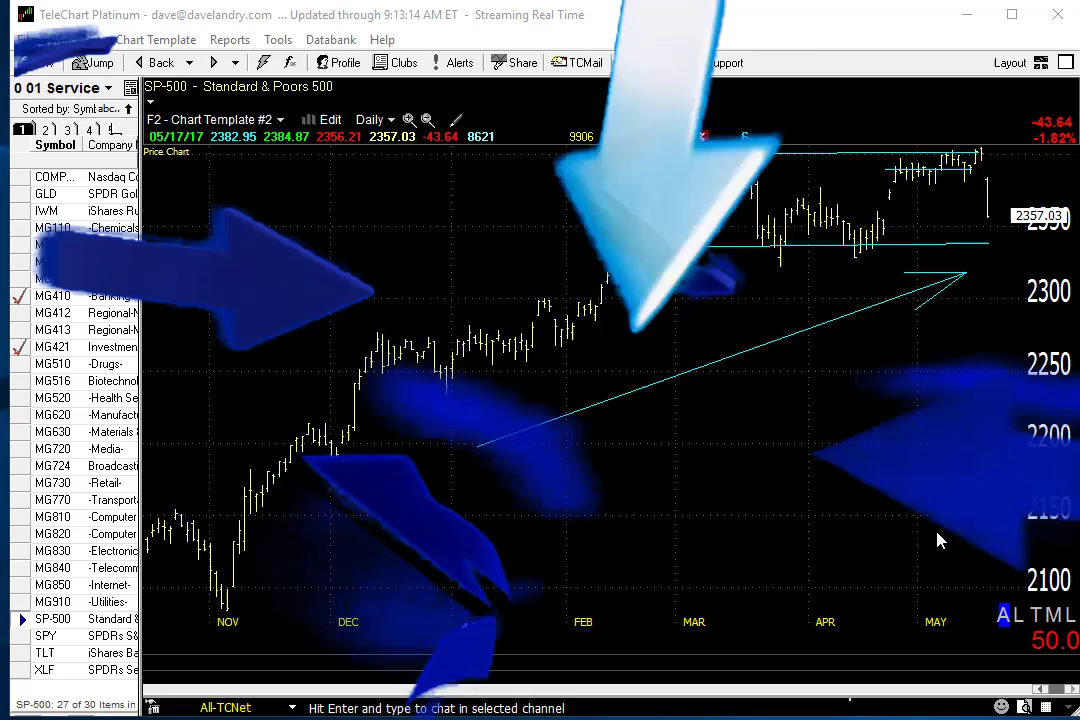 TeleChart Platinum - dave@davelandry.com ... Updated through 9:13:14 AM ET - Streaming Real Time
Chart Template Reports Tools Databank Help
Jump Back Profile Clubs Alerts Share TCMail Layout
0 01 Service
SP-500 - Standard & Poors 500
Sorted by: Symt abc..
F2 - Chart Template #2 Edit Daily
1 2 3 4 5
05/17/17 2382.95 2384.87 2356.21 2357.03 -43.64 8621 9906
-43.64
-1.82%
Symbol Company
Price Chart
COMP... Nasdaq Co
GLD SPDR Gol
IWM iShares Ru
MG110 -Chemicals
MG410 -Banking
MG412 Regional-M
MG413 Regional-M
MG421 Investmen
MG510 -Drugs-
MG516 Biotechnol
MG520 -Health Se
MG620 -Manufact
MG630 -Materials
MG720 -Media-
MG724 Broadcasti
MG730 -Retail-
MG770 -Transport
MG810 -Computer
MG820 -Computer
MG830 -Electronic
MG840 -Telecomm
MG850 -Internet-
MG910 -Utilities-
SP-500 Standard &
SPY SPDRs S&
TLT iShares Ba
XLF SPDRs Se
2357.03
2300
2250
2200
2150
2100
NOV DEC FEB MAR APR MAY
A L T M L
50.0
SP-500: 27 of 30 Items in
All-TCNet Hit Enter and type to chat in selected channel